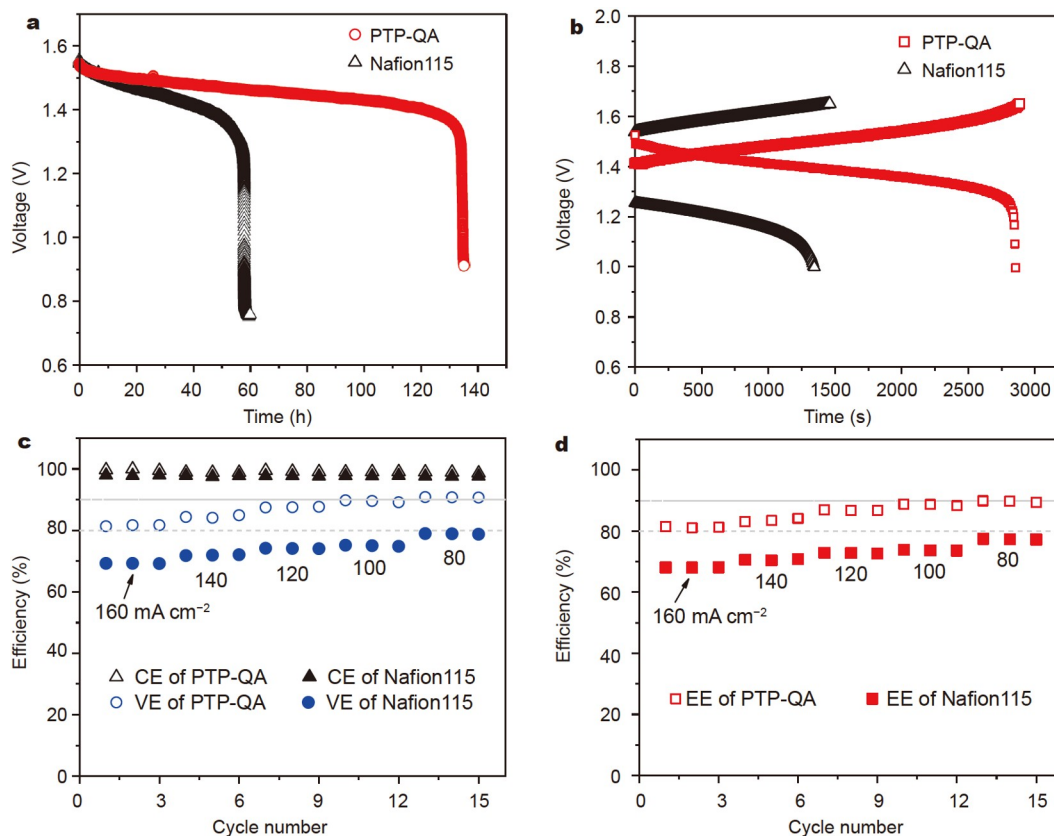 a
PTP-QA
Nafion115
1.6
1.4
1.2
1.0
0.8
0.6
Voltage (V)
0 20 40 60 80 100 120 140
Time (h)
b
PTP-QA
Nafion115
2.0
1.8
1.6
1.4
1.2
1.0
0.8
0.6
Voltage (V)
0 500 1000 1500 2000 2500 3000
Time (s)
c
100
80
60
40
20
0
Efficiency (%)
160 mA cm⁻²
140
120
100
80
CE of PTP-QA
CE of Nafion115
VE of PTP-QA
VE of Nafion115
0 3 6 9 12 15
Cycle number
d
100
80
60
40
20
0
Efficiency (%)
160 mA cm⁻²
140
120
100
80
EE of PTP-QA
EE of Nafion115
0 3 6 9 12 15
Cycle number